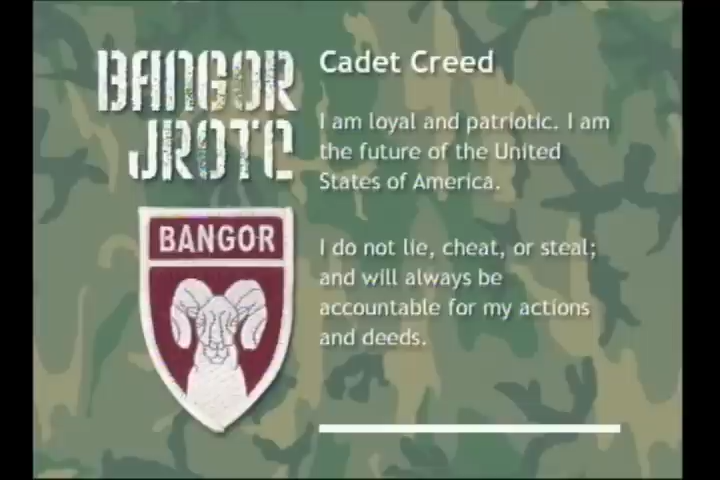 BANGOR
JROTC
BANGOR
Cadet Creed
I am loyal and patriotic. I am
the future of the United
States of America.
I do not lie, cheat, or steal;
and will always be
accountable for my actions
and deeds.